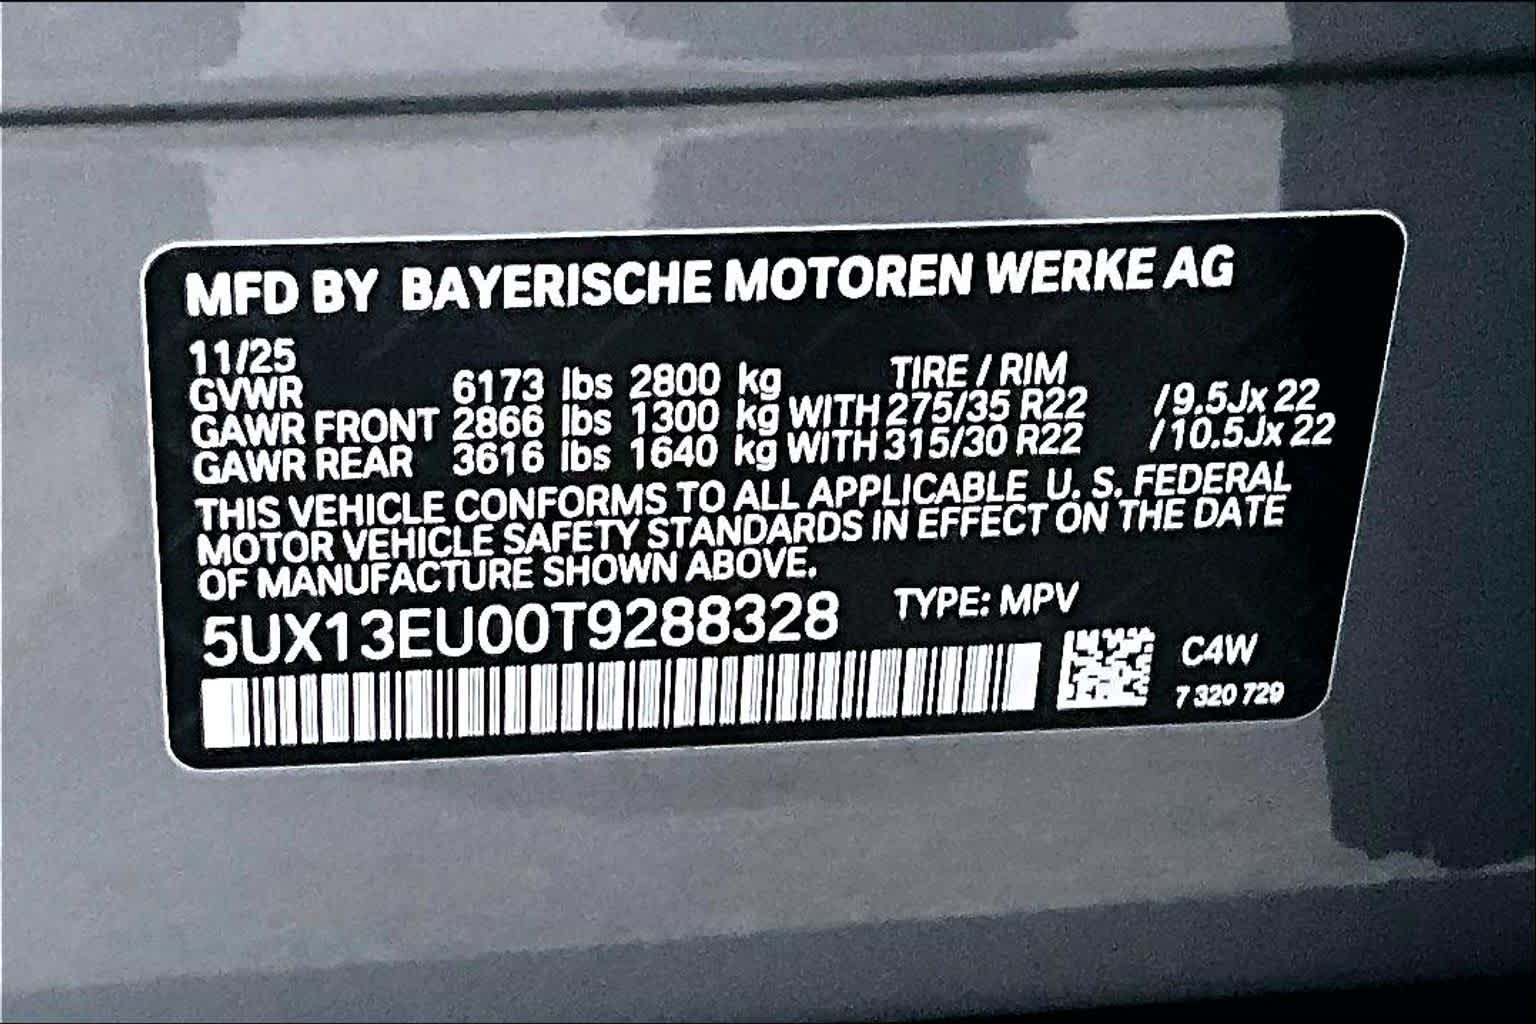 MFD BY BAYERISCHE MOTOREN WERKE AG
11/25
TIRE / RIM
GVWR 6173 lbs 2800 kg
GAWR FRONT 2866 lbs 1300 kg WITH 275/35 R22 /9.5Jx 22
GAWR REAR 3616 lbs 1640 kg WITH 315/30 R22 /10.5Jx 22
THIS VEHICLE CONFORMS TO ALL APPLICABLE U. S. FEDERAL
MOTOR VEHICLE SAFETY STANDARDS IN EFFECT ON THE DATE
OF MANUFACTURE SHOWN ABOVE.
5UX13EU00T9288328 TYPE: MPV
C4W
7 320 729